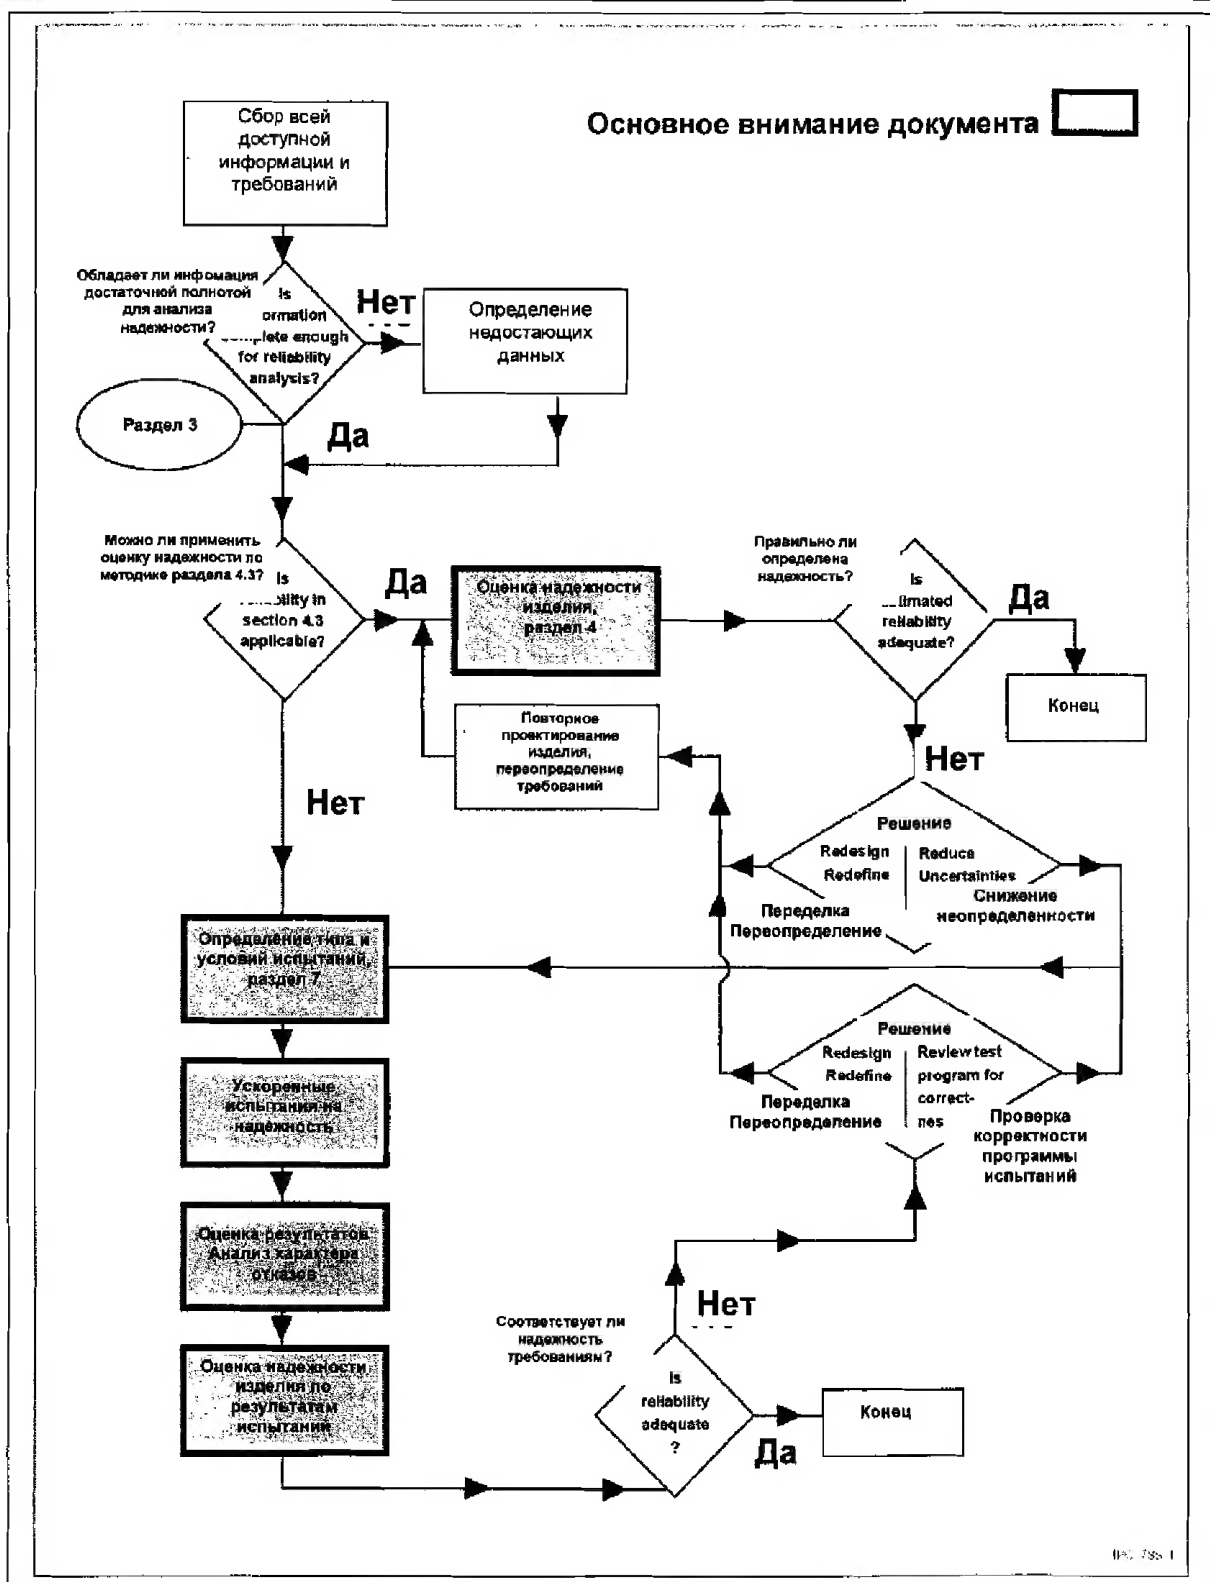 Основное внимание документа
Сбор всей
доступной
информации и
требований
Обладает ли инфомация
достаточной полнотой
для анализа
надежности?
Is
ormation
plete enough
for reliability
analysis?
Нет
Определение
недостающих
данных
Раздел 3
Да
Можно ли применить
оценку надежности по
методике раздела 4.3?
Is
bility in
section 4.3
applicable?
Да
Оценка надежности
изделия,
раздел 4
Правильно ли
определена
надежность?
Is
timated
reliability
adequate?
Да
Конец
Повторное
проектирование
изделия,
переопределение
требований
Нет
Нет
Решение
Redesign
Redefine
Reduce
Uncertainties
Снижение
неопределенности
Переделка
Переопределение
Определение типа и
условий испытаний,
раздел 7
Решение
Redesign
Redefine
Review test
program for
correct-
nes
Переделка
Переопределение
Проверка
корректности
программы
испытаний
Ускоренные
испытания на
надежность
Оценка результатов
Анализ характера
отказов
Нет
Соответствует ли
надежность
требованиям?
Is
reliability
adequate
?
Да
Конец
Оценка надежности
изделия по
результатам
испытаний